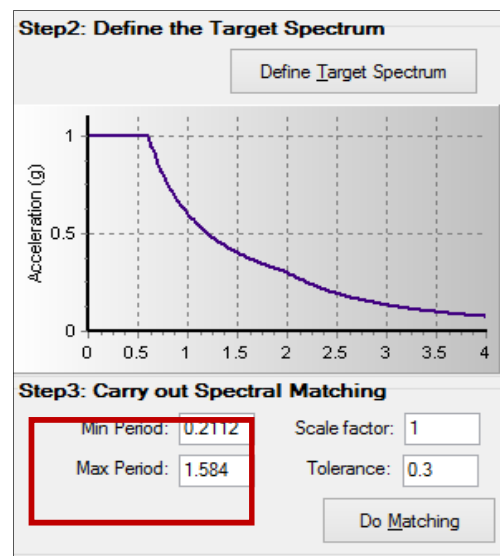 Step2: Define the Target Spectrum
Define Target Spectrum
Acceleration (g)
1
0.5
0
0 0.5 1 1.5 2 2.5 3 3.5 4
Step3: Carry out Spectral Matching
Min Period: 0.2112 Scale factor: 1
Max Period: 1.584 Tolerance: 0.3
Do Matching